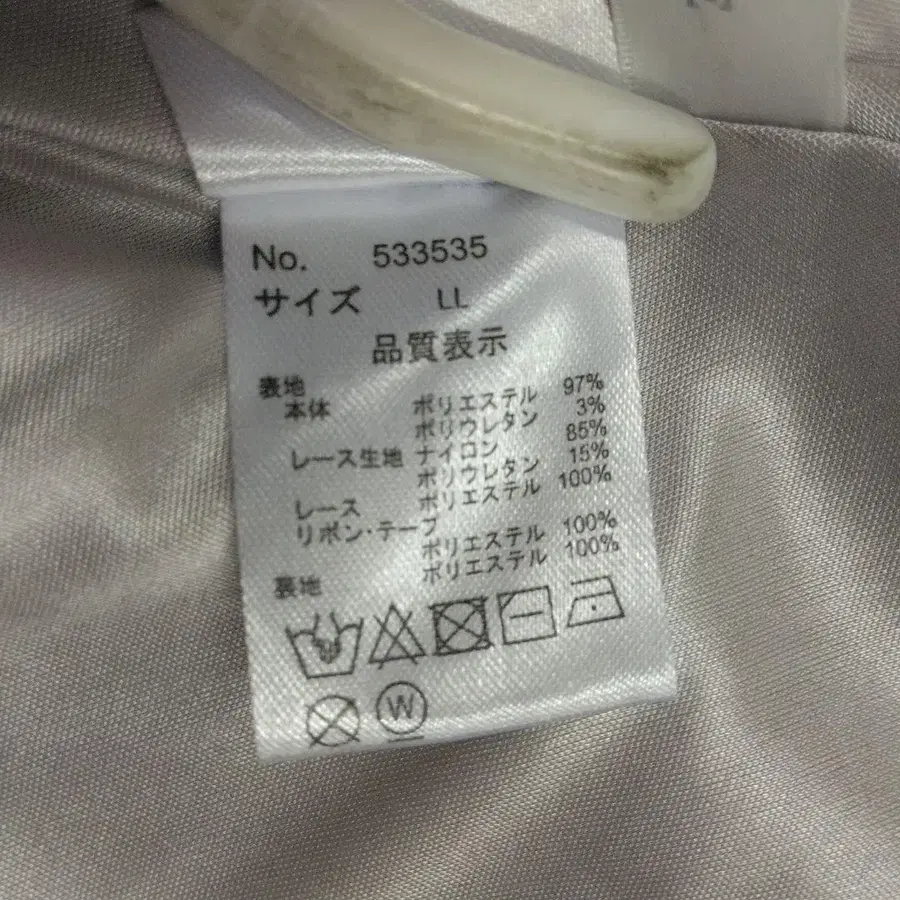 No. 533535
サイズ LL
品質表示
表地
本体 ポリエステル 97%
ポリウレタン 3%
レース生地 ナイロン 85%
ポリウレタン 15%
レース ポリエステル 100%
リボン・テープ
ポリエステル 100%
裏地 ポリエステル 100%
W